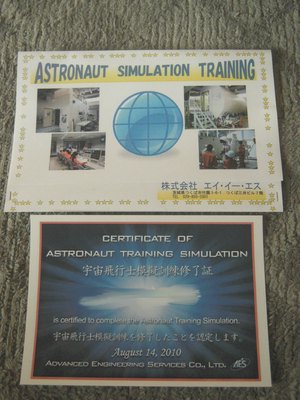 ASTRONAUT SIMULATION TRAINING
株式会社 エイ・イー・エス
CERTIFICATE OF
ASTRONAUT TRAINING SIMULATION
宇宙飛行士模擬訓練修了証
is certified to complete the Astronaut Training Simulation.
宇宙飛行士模擬訓練を修了したことを認定します。
August 14, 2010
ADVANCED ENGINEERING SERVICES CO., LTD.
AES